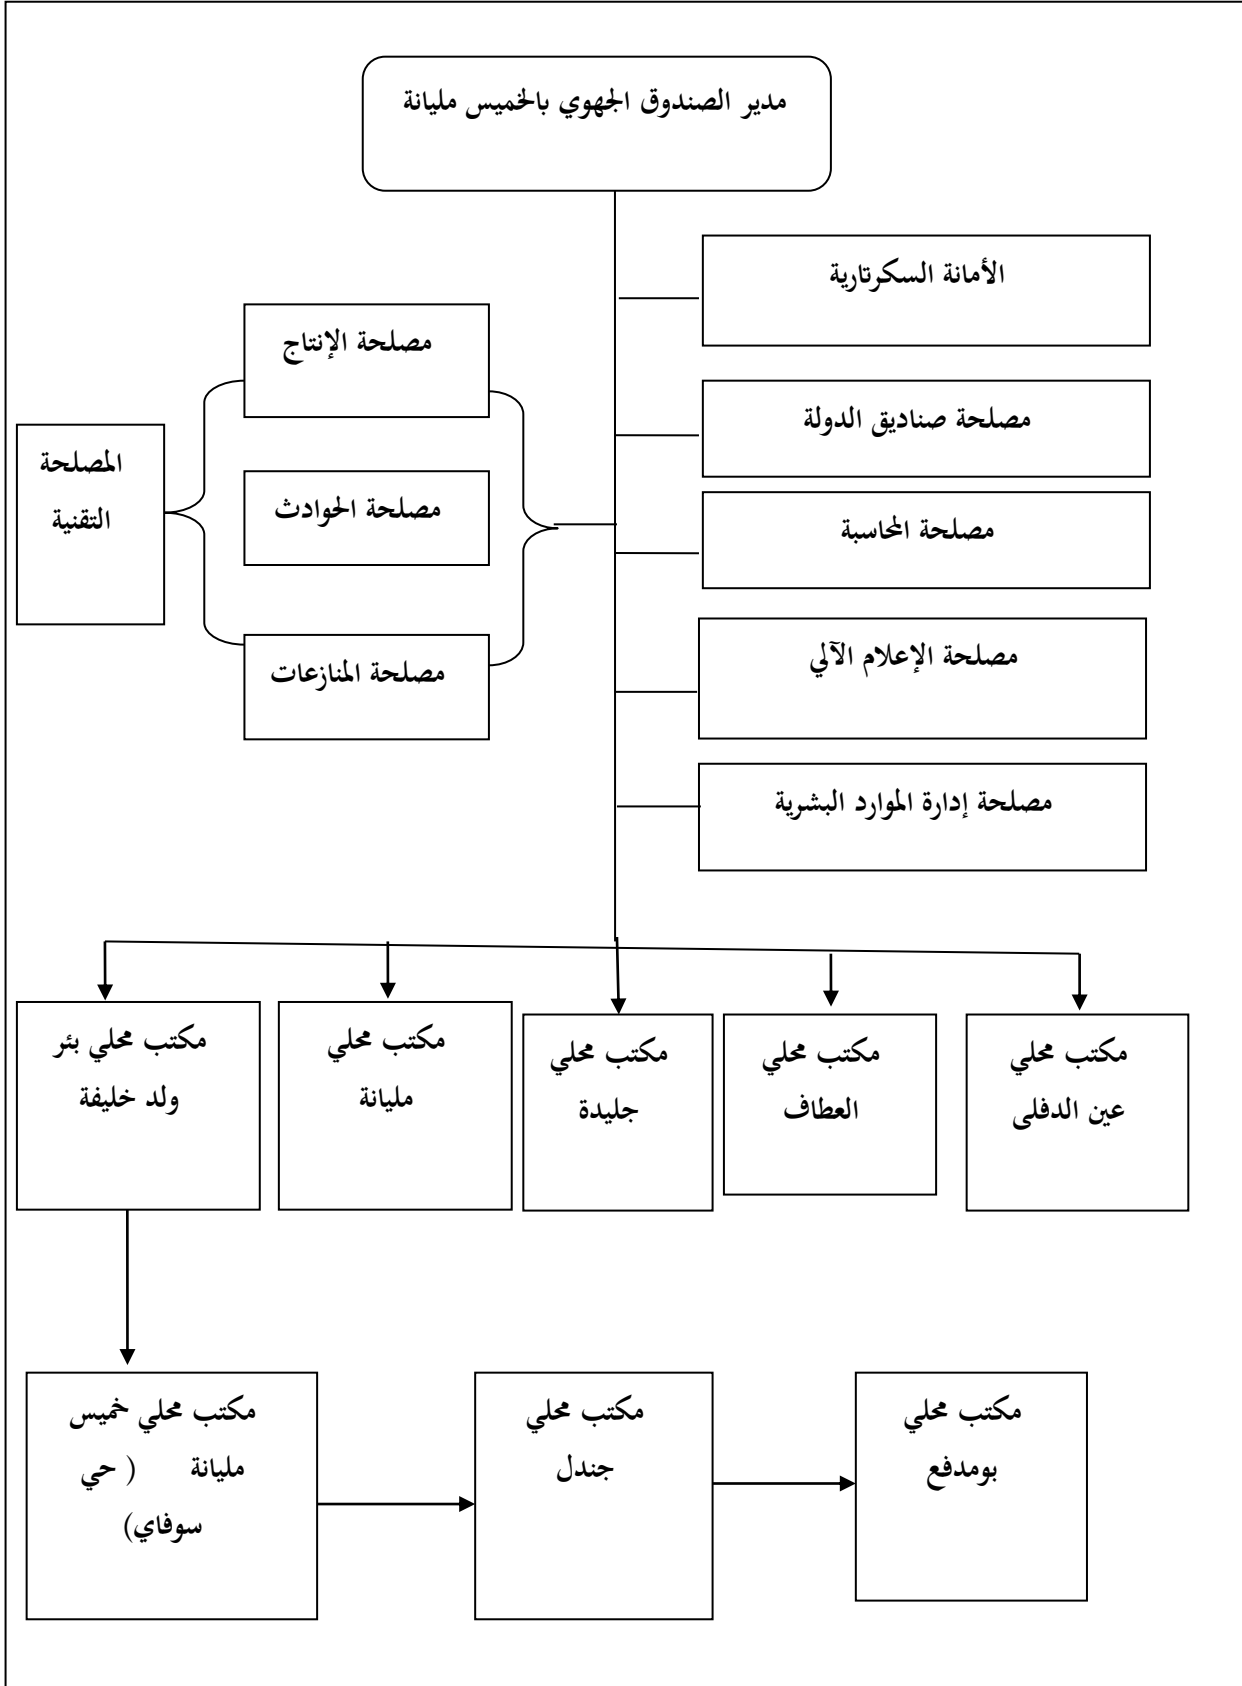 مدير الصندوق الجهوي بالخميس مليانة
الأمانة السكرتارية
مصلحة صناديق الدولة
مصلحة المحاسبة
مصلحة الإعلام الآلي
مصلحة إدارة الموارد البشرية
مصلحة الإنتاج
مصلحة الحوادث
مصلحة المنازعات
المصلحة
التقنية
مكتب محلي
عين الدفلى
مكتب محلي
العطاف
مكتب محلي
جليدة
مكتب محلي
مليانة
مكتب محلي بئر
ولد خليفة
مكتب محلي خميس
مليانة ( حي
سوفاي)
مكتب محلي
جندل
مكتب محلي
بومدفع